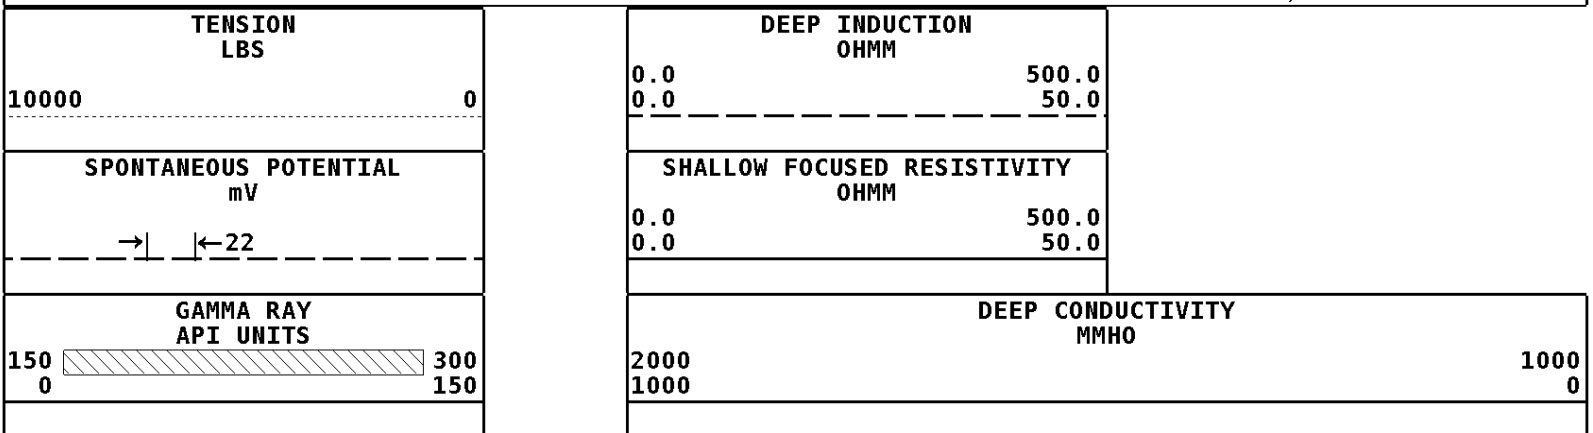 TENSION
LBS
10000 0
SPONTANEOUS POTENTIAL
mV
→ ←22
GAMMA RAY
API UNITS
150 300
0 150
DEEP INDUCTION
OHMM
0.0 500.0
0.0 50.0
SHALLOW FOCUSED RESISTIVITY
OHMM
0.0 500.0
0.0 50.0
DEEP CONDUCTIVITY
MMHO
2000 1000
1000 0